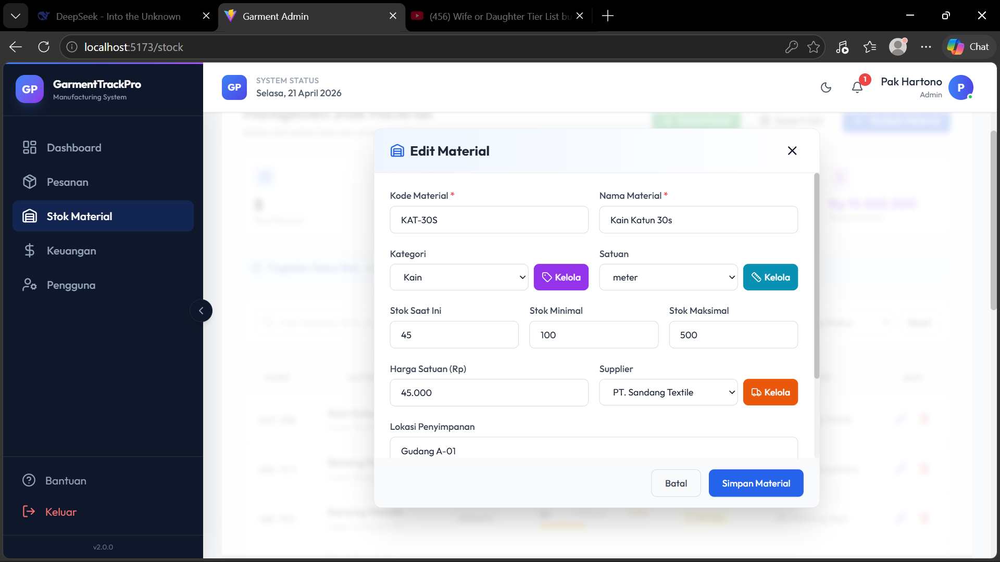 DeepSeek - Into the Unknown
Garment Admin
(456) Wife or Daughter Tier List bu
localhost:5173/stock
Chat
GP
GarmentTrackPro
Manufacturing System
GP
SYSTEM STATUS
Selasa, 21 April 2026
1
Pak Hartono
Admin
P
Dashboard
Pesanan
Stok Material
Keuangan
Pengguna
Bantuan
Keluar
v2.0.0
Edit Material
Kode Material *
Nama Material *
KAT-30S
Kain Katun 30s
Kategori
Satuan
Kain
Kelola
meter
Kelola
Stok Saat Ini
Stok Minimal
Stok Maksimal
45
100
500
Harga Satuan (Rp)
Supplier
45.000
PT. Sandang Textile
Kelola
Lokasi Penyimpanan
Gudang A-01
Batal
Simpan Material